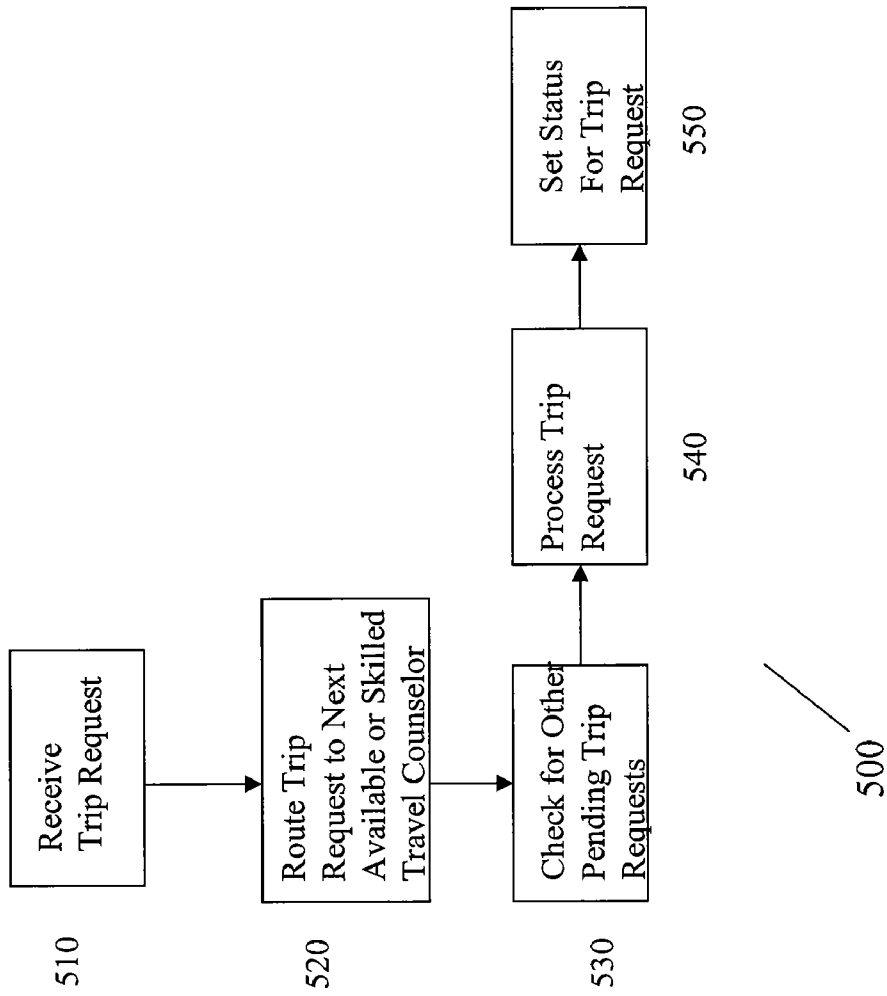 510
Receive
Trip Request
520
Route Trip
Request to Next
Available or Skilled
Travel Counselor
530
Check for Other
Pending Trip
Requests
Process Trip
Request
540
Set Status
For Trip
Request
550
500